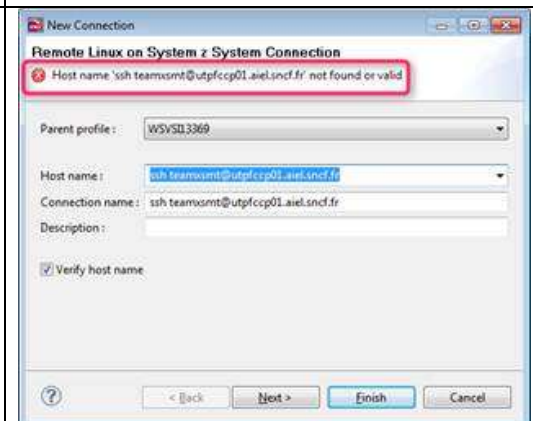 New Connection
Remote Linux on System z System Connection
Host name 'ssh teamxsmt@utpfccp01.aiel.sncf.fr' not found or valid
Parent profile :
WSVSI13369
Host name :
ssh teamxsmt@utpfccp01.aiel.sncf.fr
Connection name :
ssh teamxsmt@utpfccp01.aiel.sncf.fr
Description :
Verify host name
?
< Back
Next >
Finish
Cancel